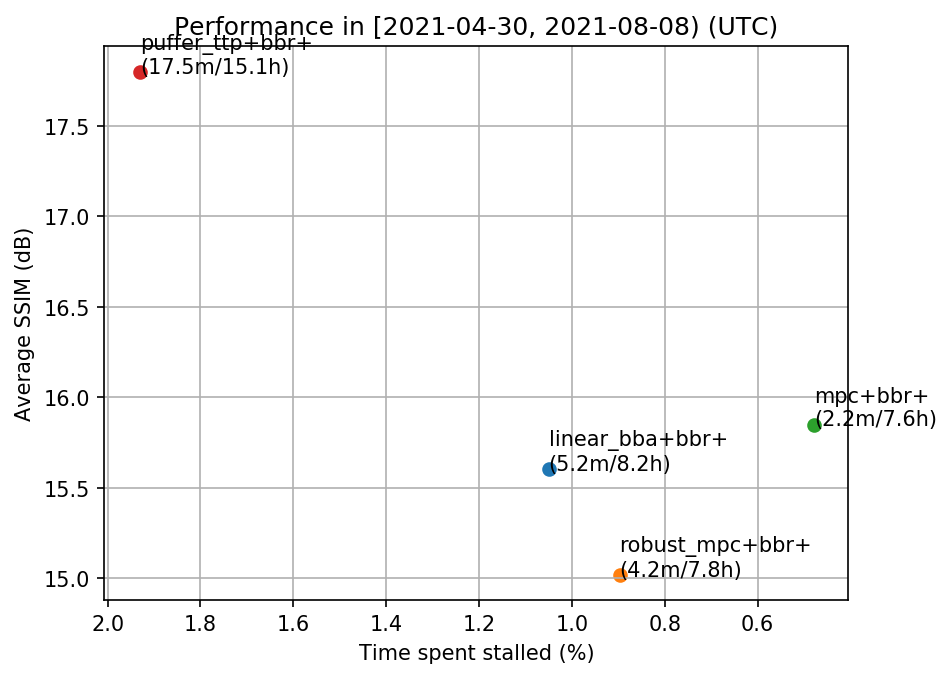 Performance in [2021-04-30, 2021-08-08) (UTC)
puffer_ttp+bbr+
(17.5m/15.1h)
17.5
17.0
16.5
16.0
15.5
15.0
Average SSIM (dB)
mpc+bbr+
(2.2m/7.6h)
linear_bba+bbr+
(5.2m/8.2h)
robust_mpc+bbr+
(4.2m/7.8h)
2.0 1.8 1.6 1.4 1.2 1.0 0.8 0.6
Time spent stalled (%)